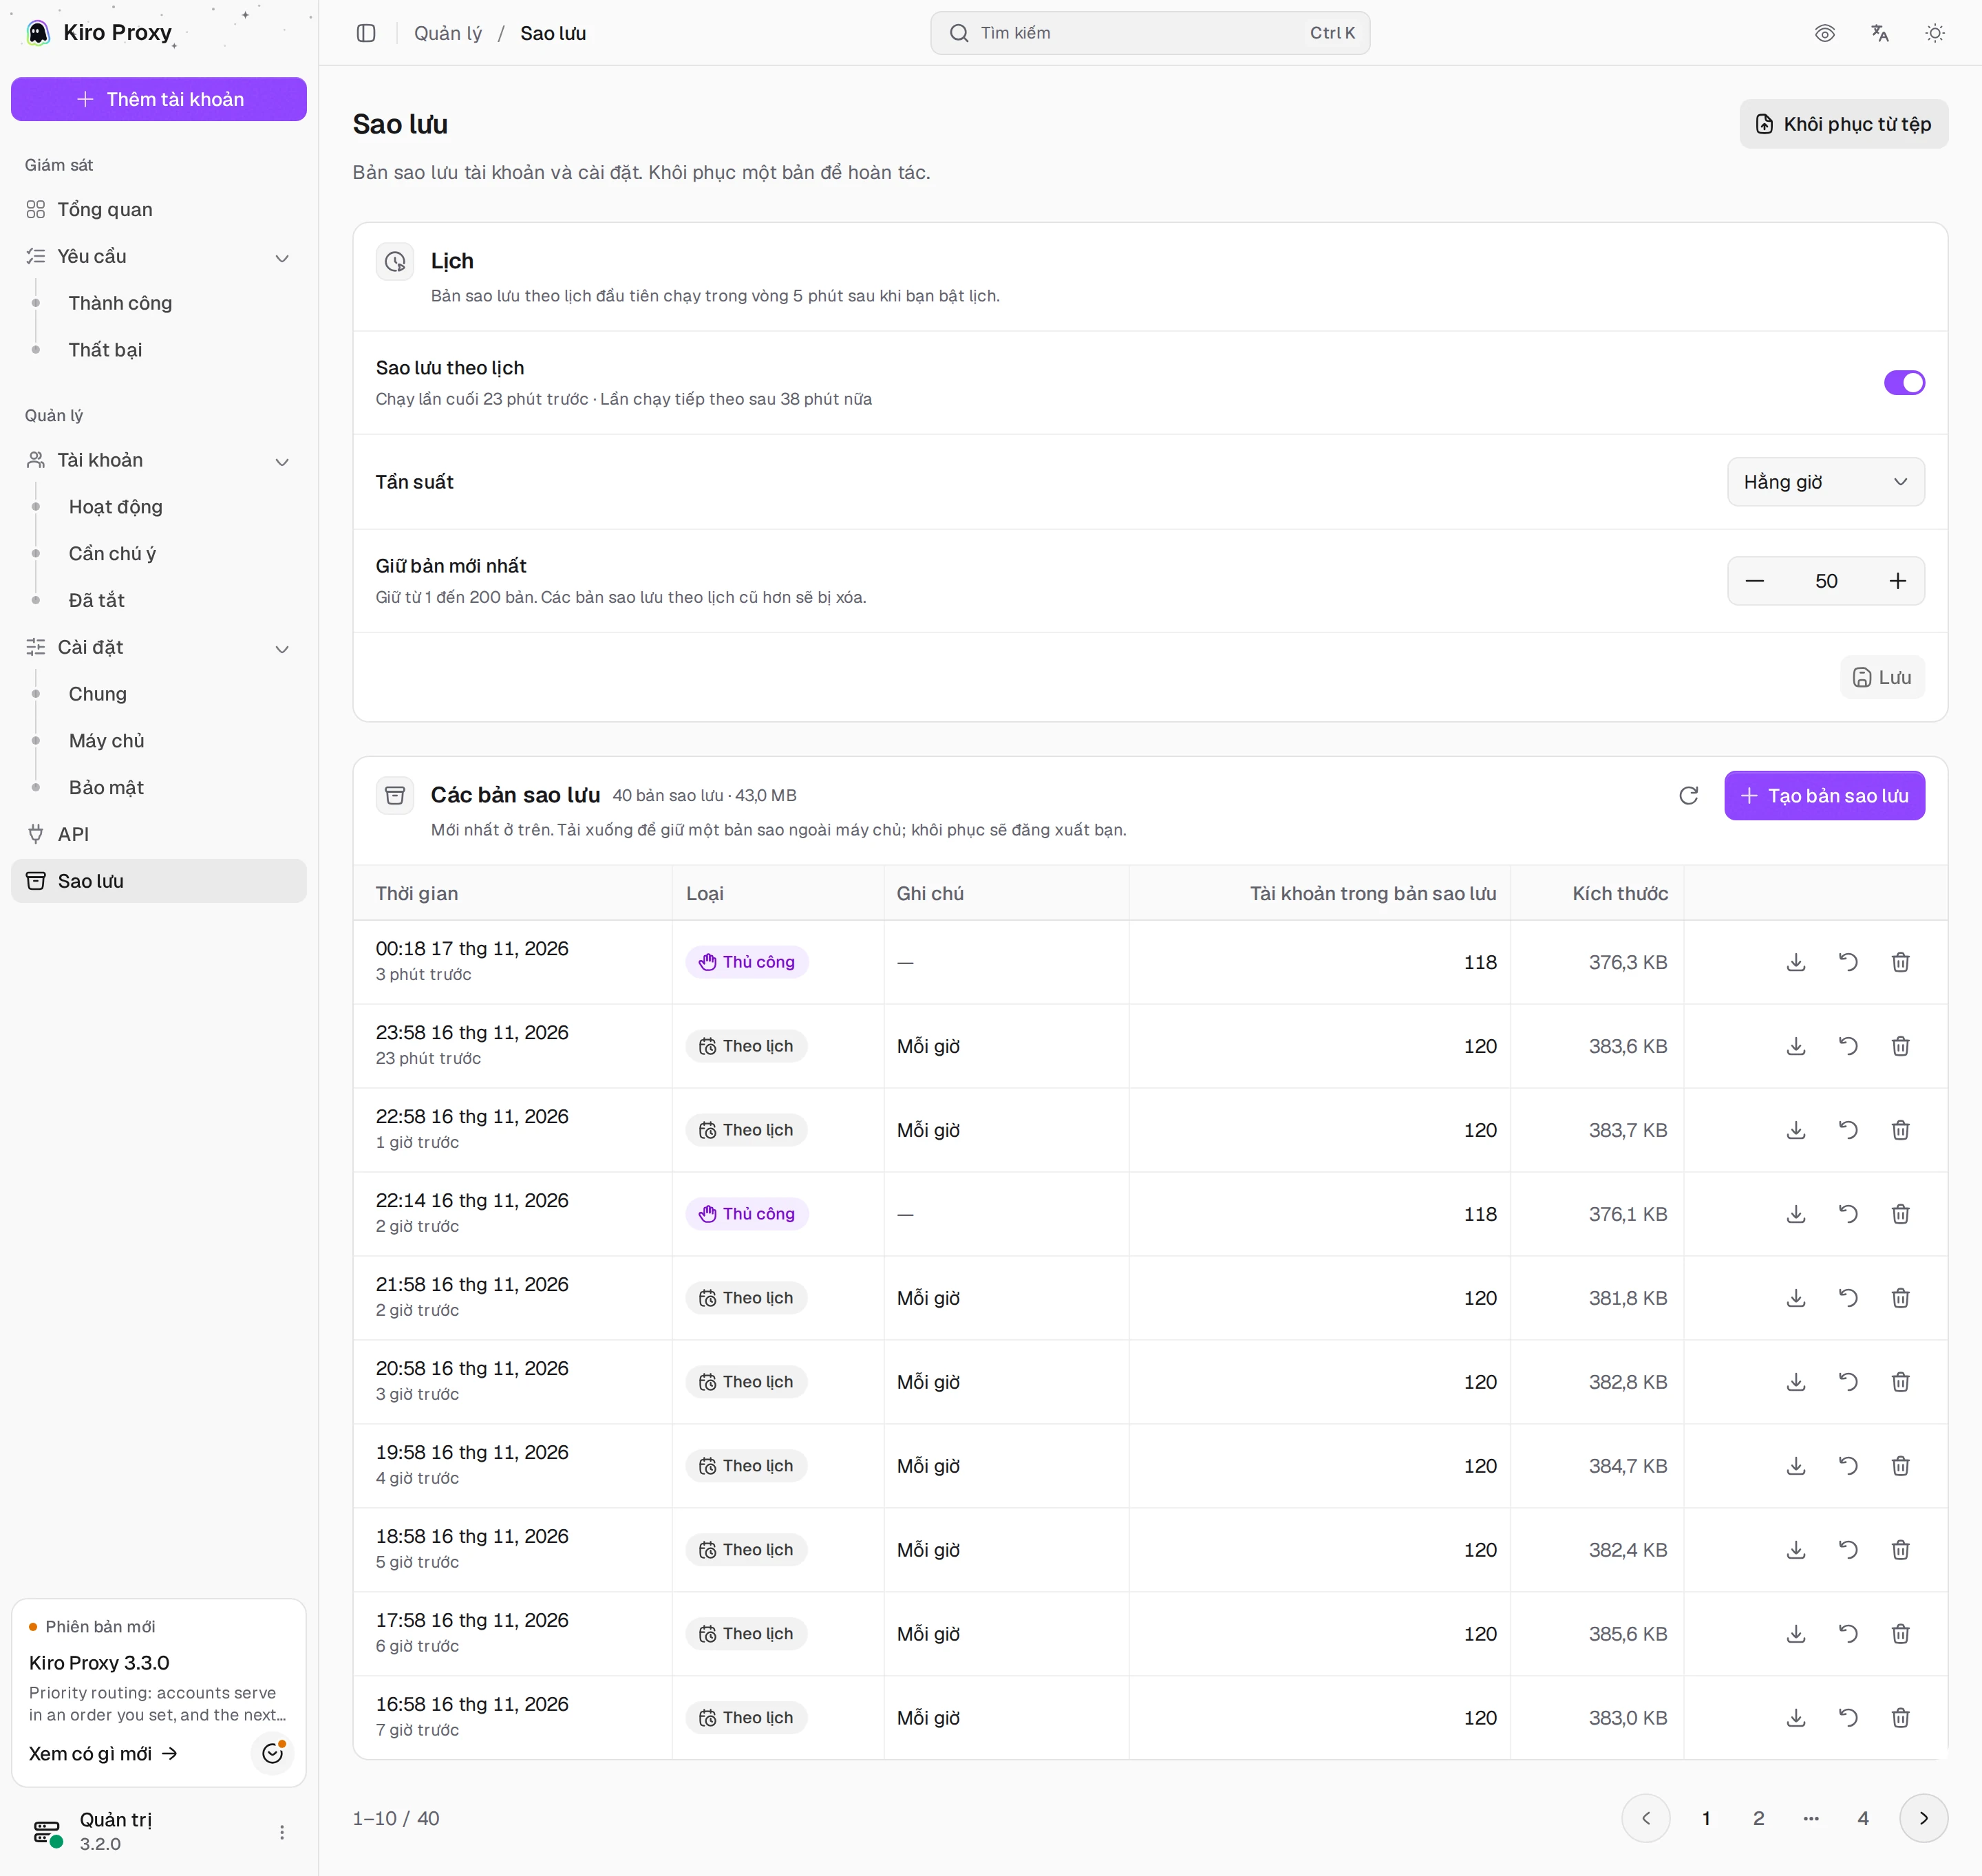 Kiro Proxy
Thêm tài khoản
Giám sát
Tổng quan
Yêu cầu
Thành công
Thất bại
Quản lý
Tài khoản
Hoạt động
Cần chú ý
Đã tắt
Cài đặt
Chung
Máy chủ
Bảo mật
API
Sao lưu
Phiên bản mới
Kiro Proxy 3.3.0
Priority routing: accounts serve
in an order you set, and the next...
Xem có gì mới →
Quản trị
3.2.0
Quản lý / Sao lưu
Tìm kiếm Ctrl K
Sao lưu
Khôi phục từ tệp
Bản sao lưu tài khoản và cài đặt. Khôi phục một bản để hoàn tác.
Lịch
Bản sao lưu theo lịch đầu tiên chạy trong vòng 5 phút sau khi bạn bật lịch.
Sao lưu theo lịch
Chạy lần cuối 23 phút trước · Lần chạy tiếp theo sau 38 phút nữa
Tần suất
Hằng giờ
Giữ bản mới nhất
Giữ từ 1 đến 200 bản. Các bản sao lưu theo lịch cũ hơn sẽ bị xóa.
50
Lưu
Các bản sao lưu 40 bản sao lưu · 43,0 MB
Mới nhất ở trên. Tải xuống để giữ một bản sao ngoài máy chủ; khôi phục sẽ đăng xuất bạn.
Tạo bản sao lưu
Thời gian Loại Ghi chú Tài khoản trong bản sao lưu Kích thước
00:18 17 thg 11, 2026
3 phút trước
Thủ công — 118 376,3 KB
23:58 16 thg 11, 2026
23 phút trước
Theo lịch Mỗi giờ 120 383,6 KB
22:58 16 thg 11, 2026
1 giờ trước
Theo lịch Mỗi giờ 120 383,7 KB
22:14 16 thg 11, 2026
2 giờ trước
Thủ công — 118 376,1 KB
21:58 16 thg 11, 2026
2 giờ trước
Theo lịch Mỗi giờ 120 381,8 KB
20:58 16 thg 11, 2026
3 giờ trước
Theo lịch Mỗi giờ 120 382,8 KB
19:58 16 thg 11, 2026
4 giờ trước
Theo lịch Mỗi giờ 120 384,7 KB
18:58 16 thg 11, 2026
5 giờ trước
Theo lịch Mỗi giờ 120 382,4 KB
17:58 16 thg 11, 2026
6 giờ trước
Theo lịch Mỗi giờ 120 385,6 KB
16:58 16 thg 11, 2026
7 giờ trước
Theo lịch Mỗi giờ 120 383,0 KB
1–10 / 40
1 2 ••• 4